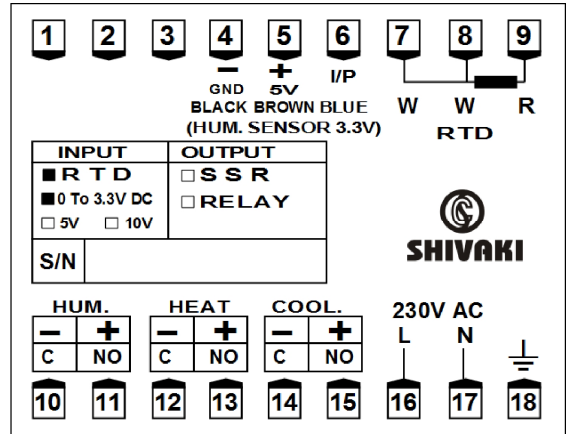 1 2 3 4 5 6 7 8 9
− + I/P
GND 5V
BLACK BROWN BLUE W W R
(HUM. SENSOR 3.3V) RTD
INPUT OUTPUT
■ R T D □ S S R
■ 0 To 3.3V DC □ RELAY
□ 5V □ 10V
S/N
SHIVAKI
HUM. HEAT COOL. 230V AC
− + − + − + L N
C NO C NO C NO
10 11 12 13 14 15 16 17 18